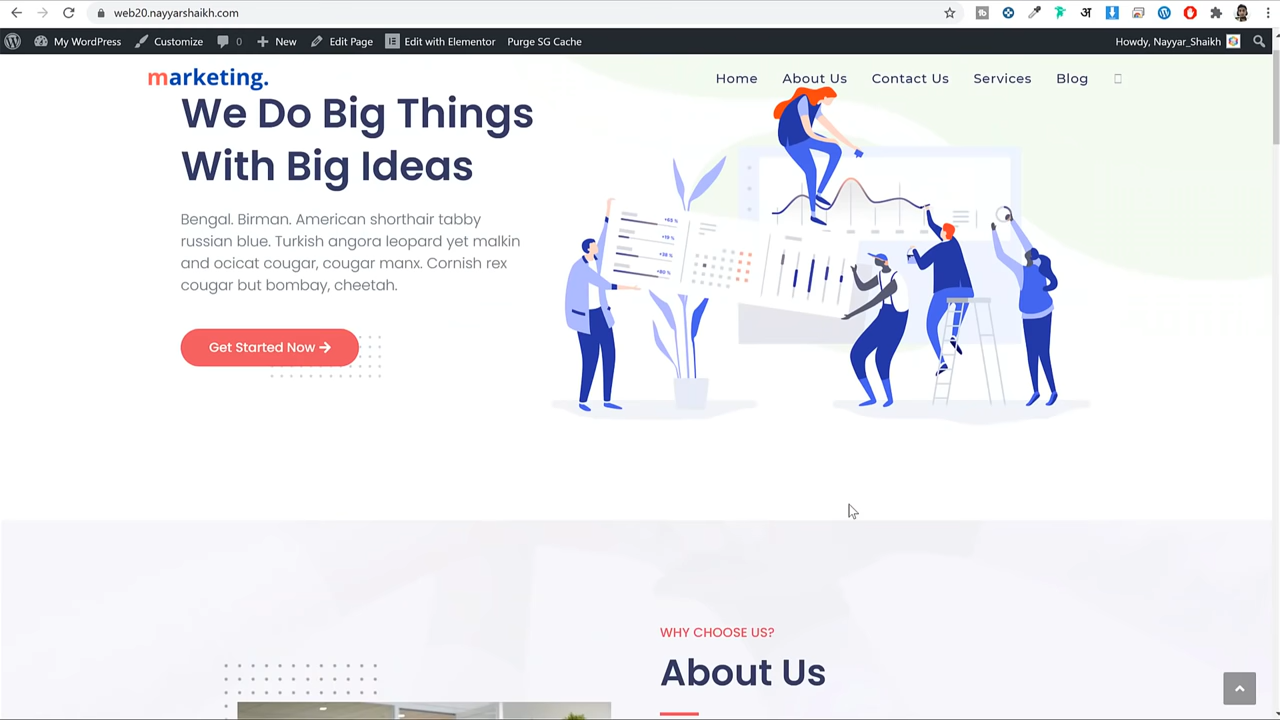 web20.nayyarshaikh.com
My WordPress Customize 0 New Edit Page Edit with Elementor Purge SG Cache Howdy, Nayyar_Shaikh
marketing.
Home About Us Contact Us Services Blog
We Do Big Things
With Big Ideas
Bengal. Birman. American shorthair tabby
russian blue. Turkish angora leopard yet malkin
and ocicat cougar, cougar manx. Cornish rex
cougar but bombay, cheetah.
Get Started Now
WHY CHOOSE US?
About Us